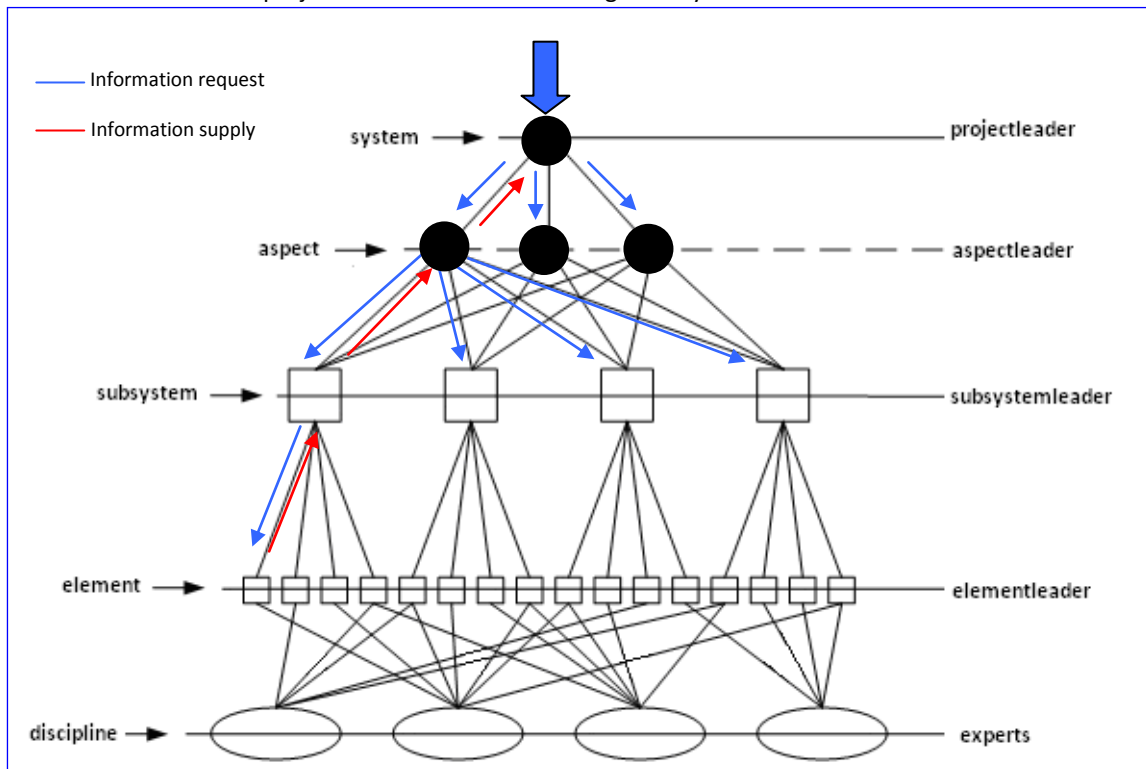 Information request
Information supply
system
projectleader
aspect
aspectleader
subsystem
subsystemleader
element
elementleader
discipline
experts